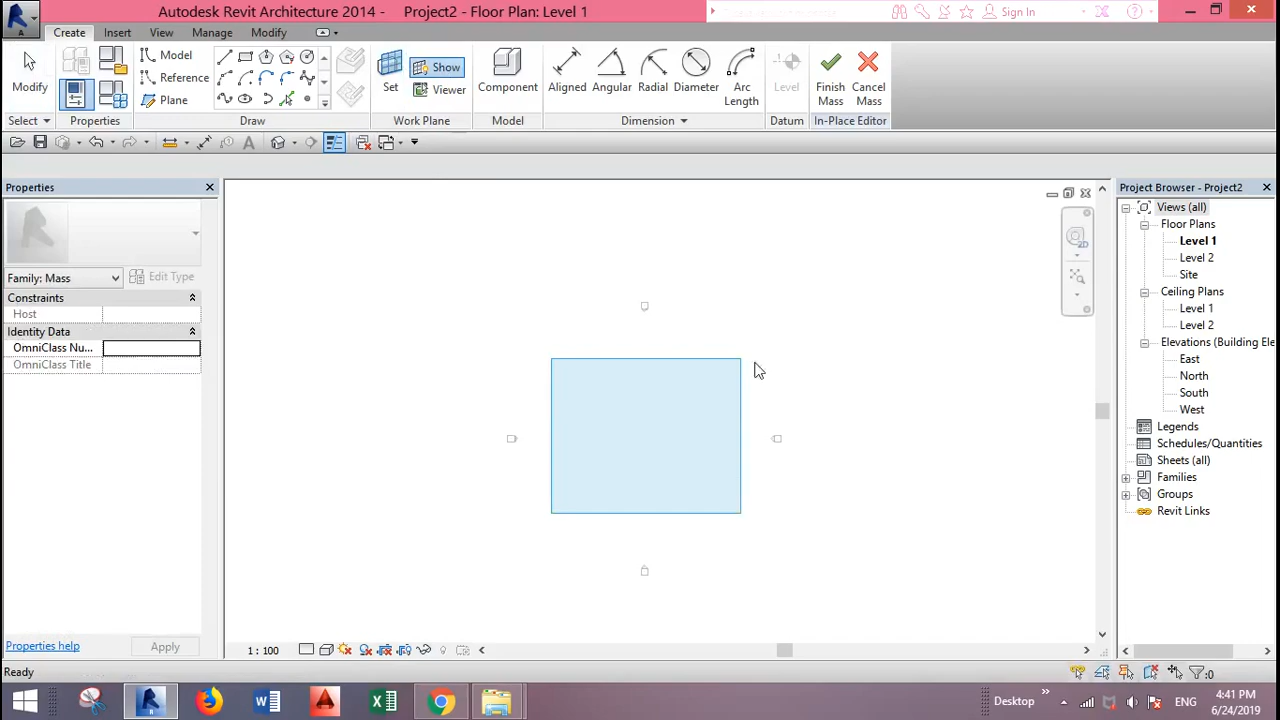 Autodesk Revit Architecture 2014 - Project2 - Floor Plan: Level 1
Sign In
Create Insert View Manage Modify
Modify
Select
Properties
Model
Reference
Plane
Draw
Set
Show
Viewer
Work Plane
Component
Model
Aligned
Angular
Radial
Diameter
Arc
Length
Dimension
Level
Datum
Finish
Mass
Cancel
Mass
In-Place Editor
Properties
Family: Mass
Edit Type
Constraints
Host
Identity Data
OmniClass Nu...
OmniClass Title
Properties help
Apply
2D
Project Browser - Project2
Views (all)
Floor Plans
Level 1
Level 2
Site
Ceiling Plans
Level 1
Level 2
Elevations (Building Ele
East
North
South
West
Legends
Schedules/Quantities
Sheets (all)
Families
Groups
Revit Links
1 : 100
Ready
:0
Desktop
ENG
4:41 PM
6/24/2019